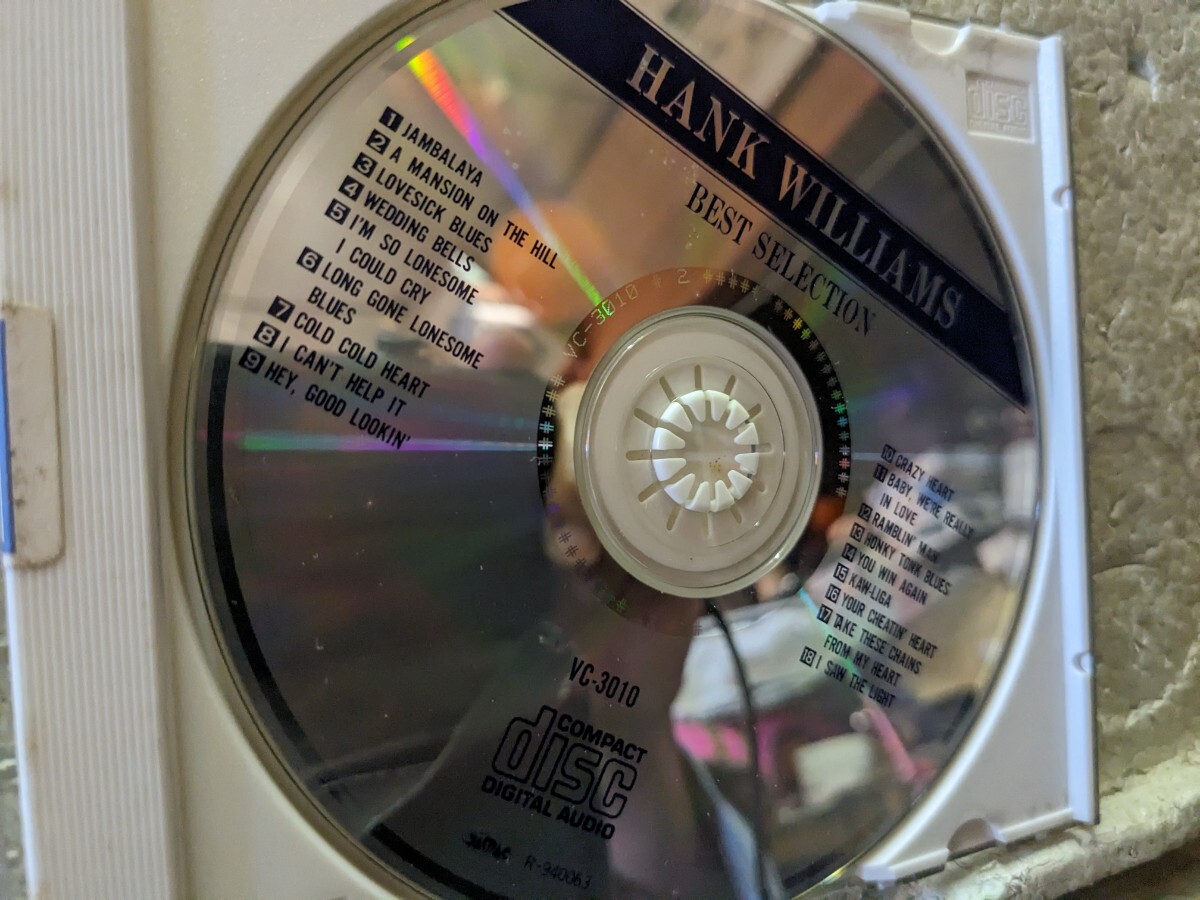 HANK WILLIAMS
BEST SELECTION
1 JAMBALAYA
2 A MANSION ON THE HILL
3 LOVESICK BLUES
4 WEDDING BELLS
5 I'M SO LONESOME
I COULD CRY
6 LONG GONE LONESOME
BLUES
7 COLD COLD HEART
8 I CAN'T HELP IT
9 HEY, GOOD LOOKIN'
10 CRAZY HEART
11 BABY, WE'RE REALLY
IN LOVE
12 RAMBLIN' MAN
13 HONKY TONK BLUES
14 YOU WIN AGAIN
15 KAW-LIGA
16 YOUR CHEATIN' HEART
17 TAKE THESE CHAINS
FROM MY HEART
18 I SAW THE LIGHT
VC-3010 # 2 ####
VC-3010
COMPACT
disc
DIGITAL AUDIO
R-940063
disc